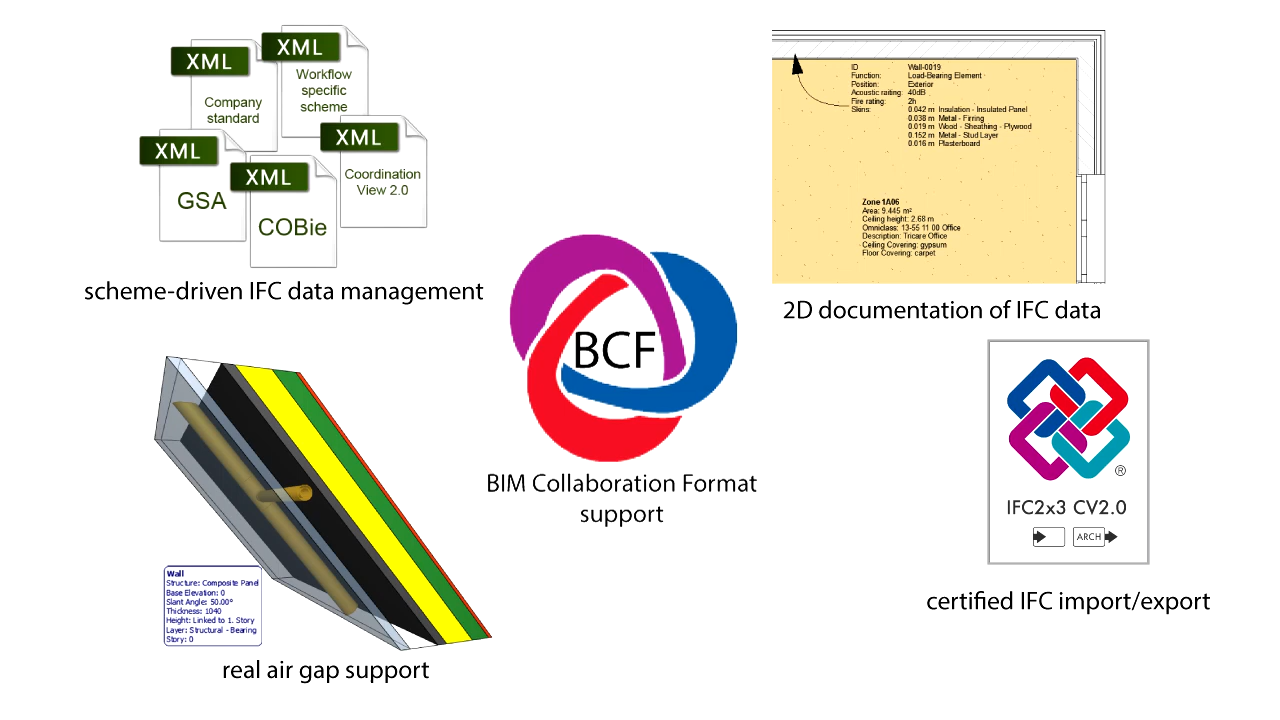 XML
Company
standard
XML
Workflow
specific
scheme
XML
GSA
XML
COBie
XML
Coordination
View 2.0
scheme-driven IFC data management
ID Wall-0019
Function: Load-Bearing Element
Position: Exterior
Acoustic raiting: 40dB
Fire rating: 2h
Skins: 0.042 m Insulation - Insulated Panel
0.038 m Metal - Firring
0.019 m Wood - Sheathing - Plywood
0.152 m Metal - Stud Layer
0.016 m Plasterboard
Zone 1A06
Area: 9.445 m²
Ceiling height: 2.68 m
Omniclass: 13-55 11 00 Office
Description: Tricare Office
Ceiling Covering: gypsum
Floor Covering: carpet
2D documentation of IFC data
BCF
BIM Collaboration Format
support
Wall
Structure: Composite Panel
Base Elevation: 0
Slant Angle: 50.00°
Thickness: 1040
Height: Linked to 1. Story
Layer: Structural - Bearing
Story: 0
real air gap support
®
IFC2x3 CV2.0
ARCH
certified IFC import/export